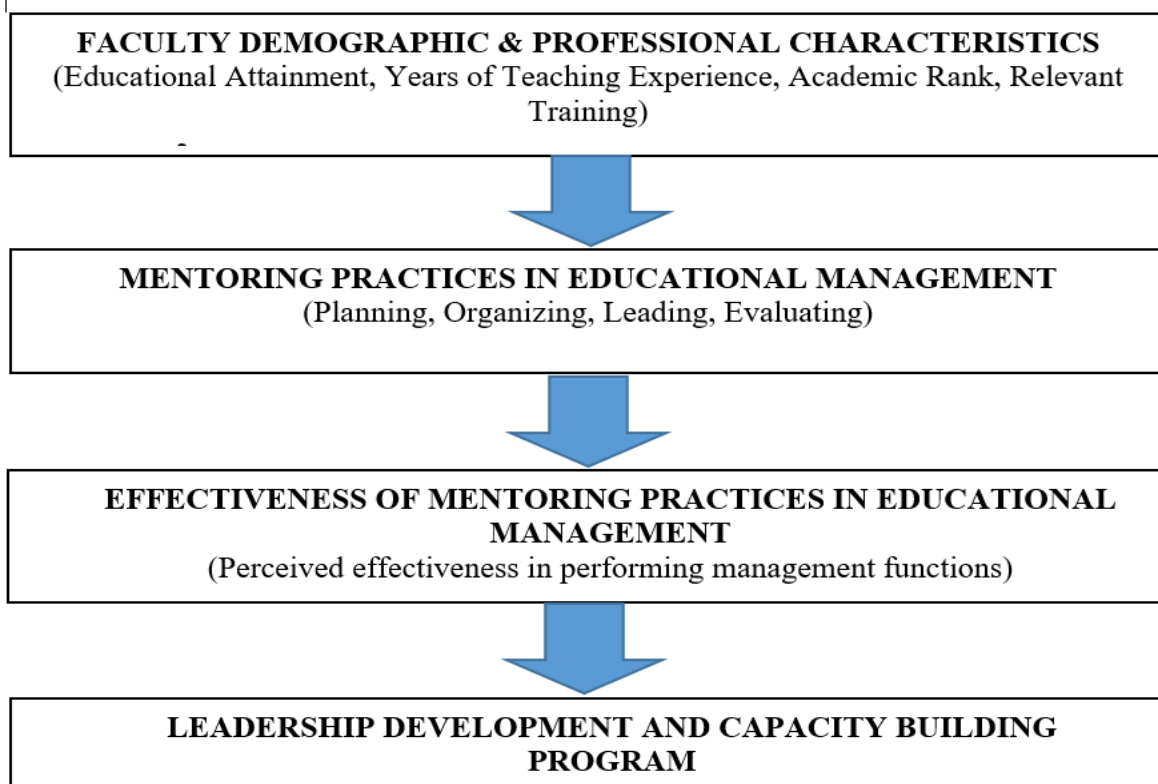 FACULTY DEMOGRAPHIC & PROFESSIONAL CHARACTERISTICS
(Educational Attainment, Years of Teaching Experience, Academic Rank, Relevant
Training)
MENTORING PRACTICES IN EDUCATIONAL MANAGEMENT
(Planning, Organizing, Leading, Evaluating)
EFFECTIVENESS OF MENTORING PRACTICES IN EDUCATIONAL
MANAGEMENT
(Perceived effectiveness in performing management functions)
LEADERSHIP DEVELOPMENT AND CAPACITY BUILDING
PROGRAM